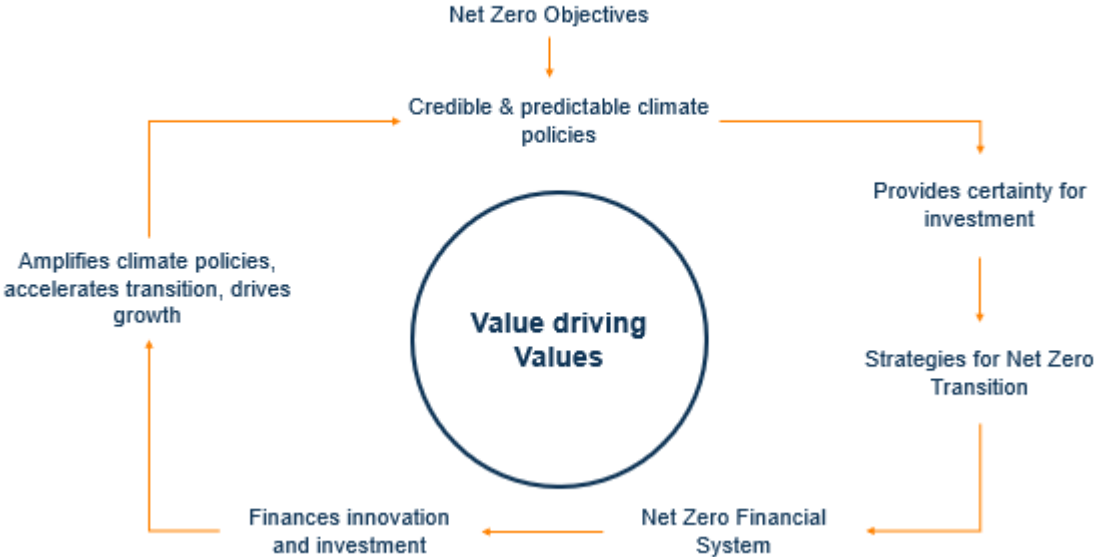 Net Zero Objectives
Credible & predictable climate
policies
Provides certainty for
investment
Strategies for Net Zero
Transition
Net Zero Financial
System
Finances innovation
and investment
Amplifies climate policies,
accelerates transition, drives
growth
Value driving
Values